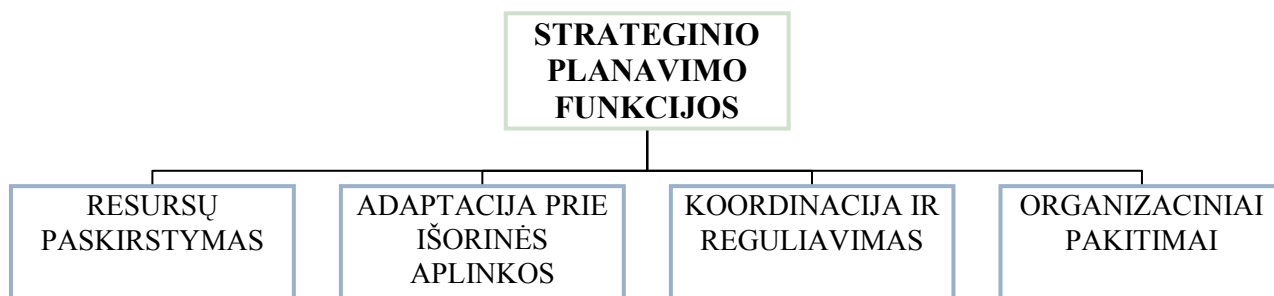 STRATEGINIO
PLANAVIMO
FUNKCIJOS
RESURSŲ
PASKIRSTYMAS
ADAPTACIJA PRIE
IŠORINĖS
APLINKOS
KOORDINACIJA IR
REGULIAVIMAS
ORGANIZACINIAI
PAKITIMAI